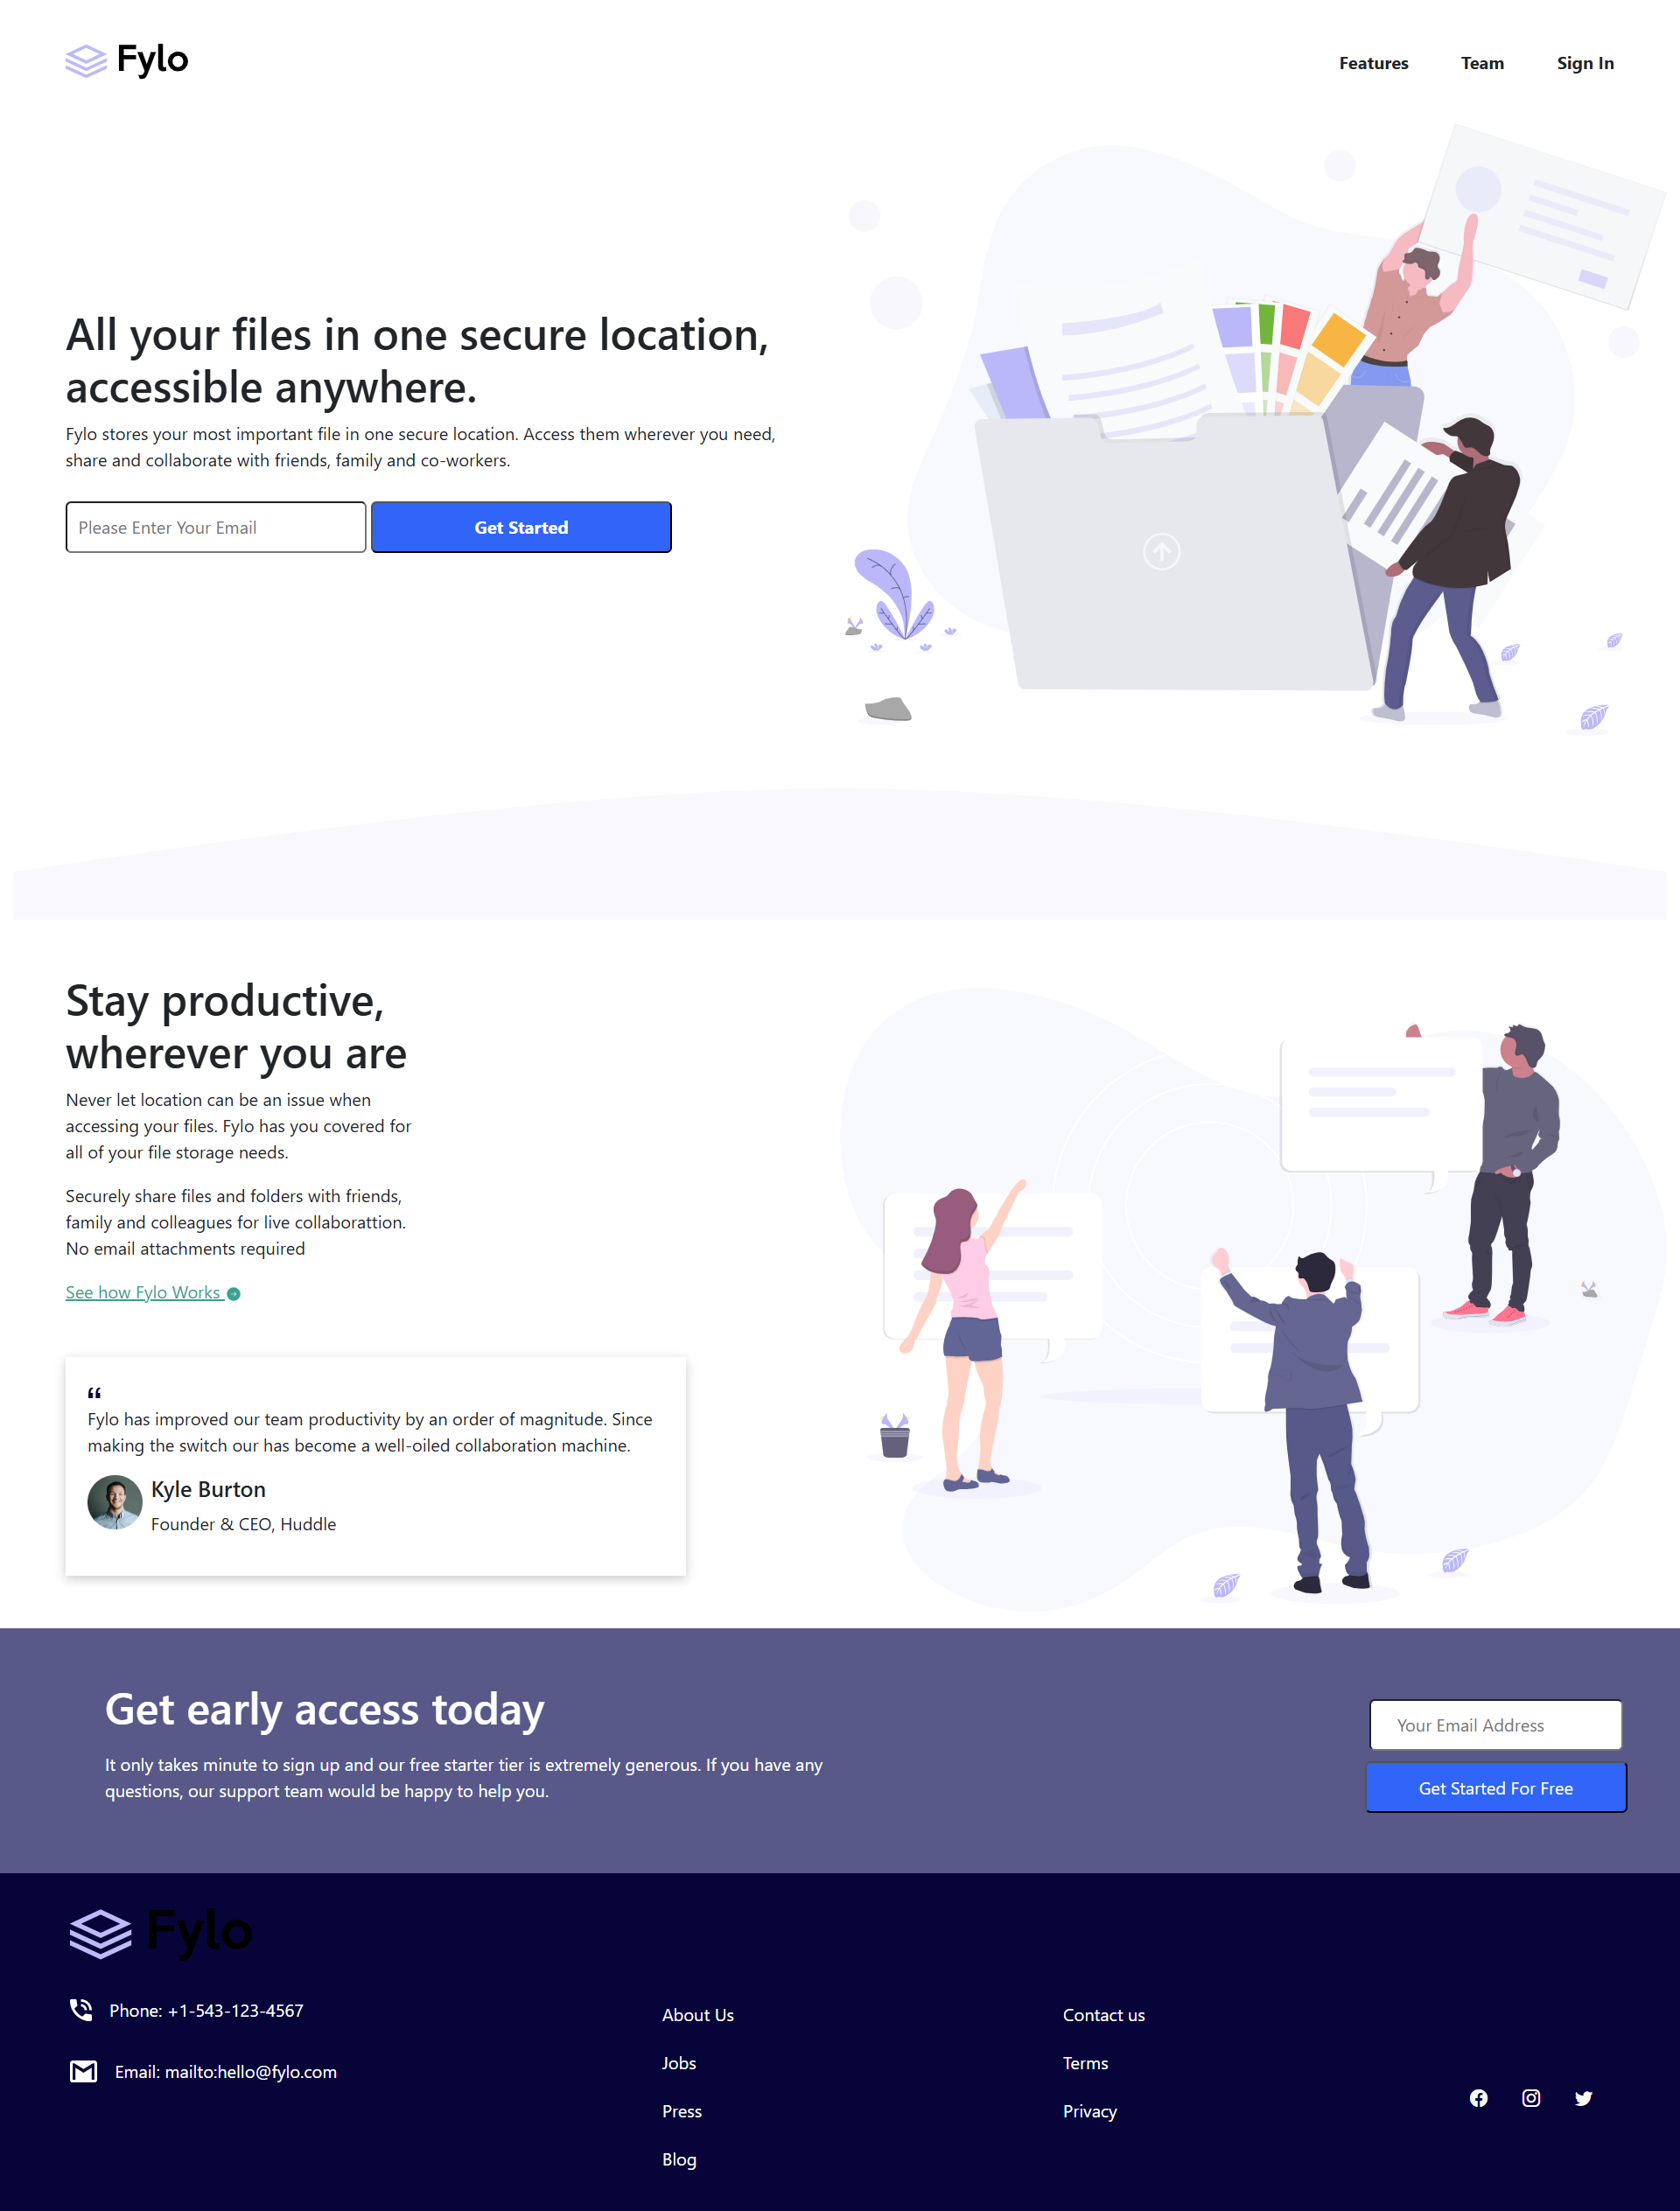 Fylo
Features Team Sign In
All your files in one secure location,
accessible anywhere.
Fylo stores your most important file in one secure location. Access them wherever you need,
share and collaborate with friends, family and co-workers.
Please Enter Your Email
Get Started
Stay productive,
wherever you are
Never let location can be an issue when
accessing your files. Fylo has you covered for
all of your file storage needs.
Securely share files and folders with friends,
family and colleagues for live collaborattion.
No email attachments required
See how Fylo Works
“
Fylo has improved our team productivity by an order of magnitude. Since
making the switch our has become a well-oiled collaboration machine.
Kyle Burton
Founder & CEO, Huddle
Get early access today
It only takes minute to sign up and our free starter tier is extremely generous. If you have any
questions, our support team would be happy to help you.
Your Email Address
Get Started For Free
Fylo
Phone: +1-543-123-4567
Email: mailto:hello@fylo.com
About Us
Jobs
Press
Blog
Contact us
Terms
Privacy